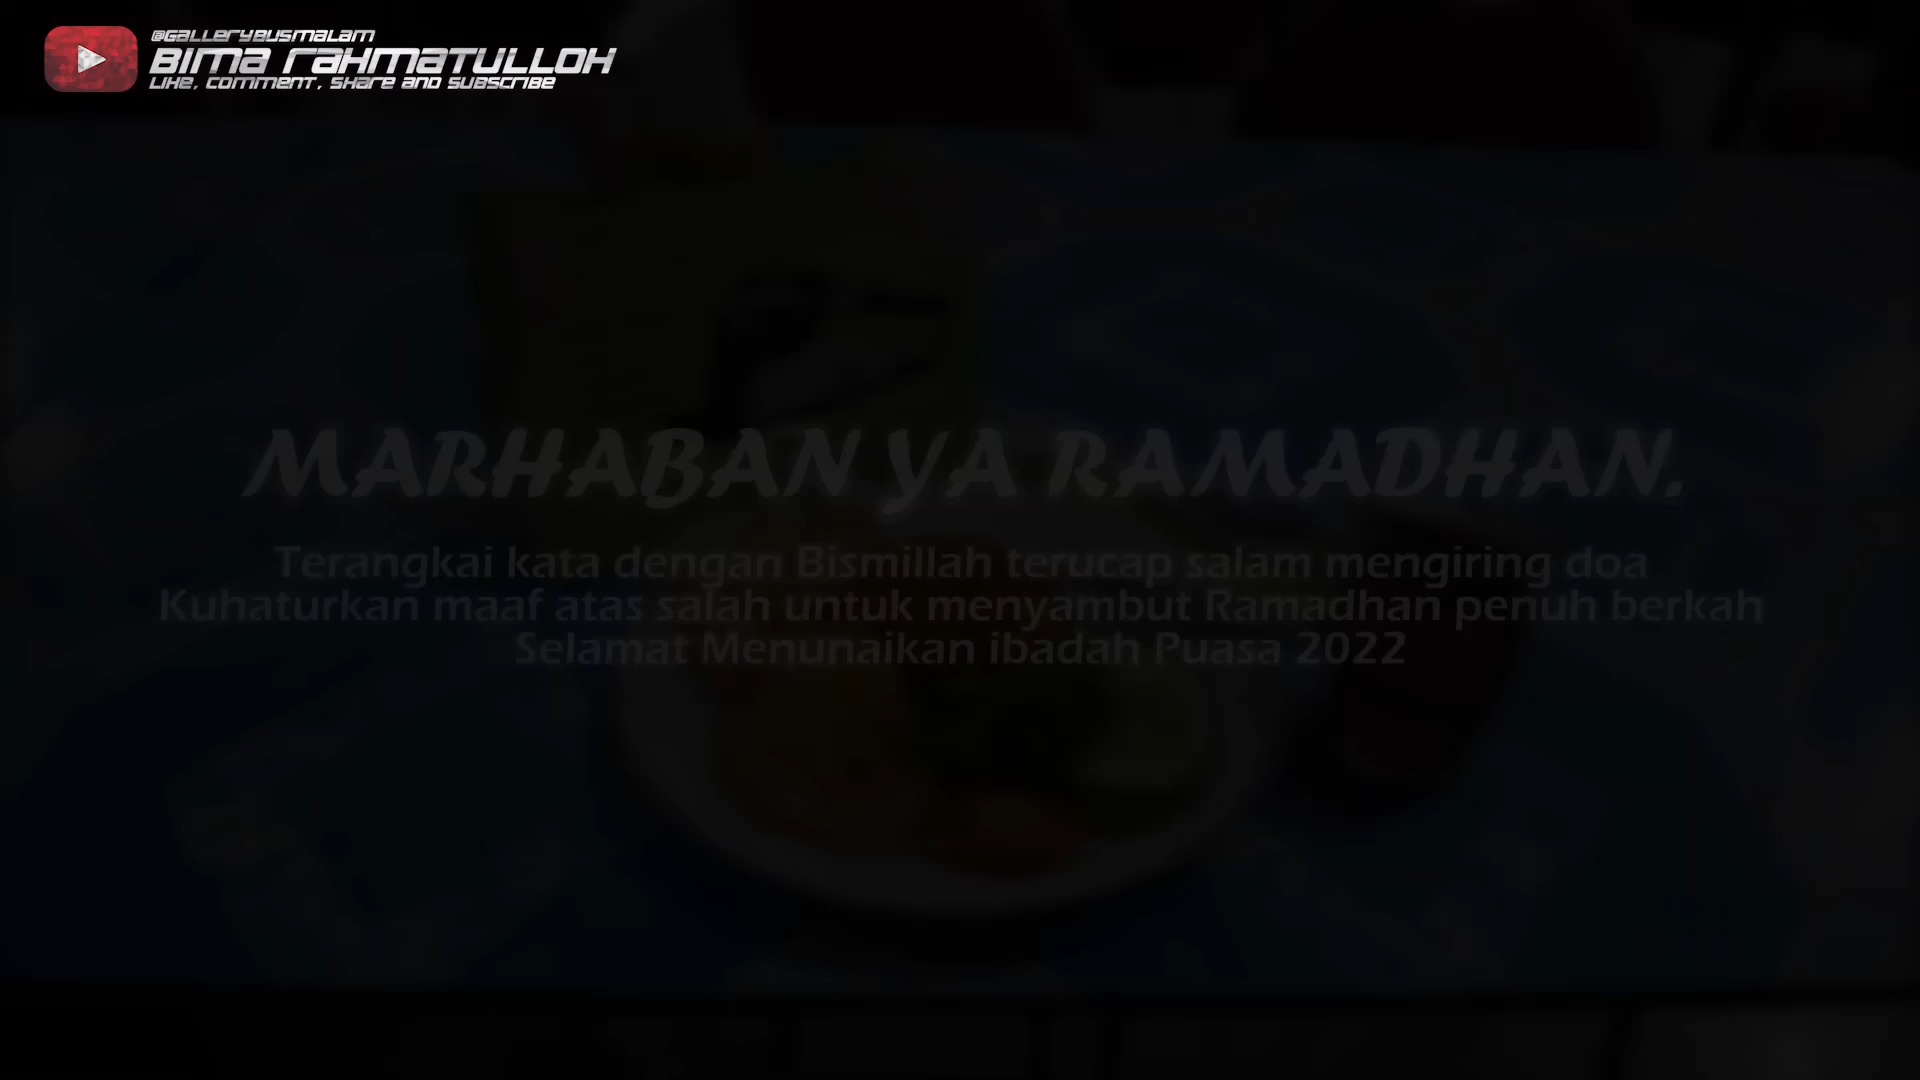 @GALLERYBUSMALAM
BIMA RAHMATULLOH
LIKE, COMMENT, SHARE AND SUBSCRIBE
MARHABAN YA RAMADHAN.
Terangkai kata dengan Bismillah terucap salam mengiring doa
Kuhaturkan maaf atas salah untuk menyambut Ramadhan penuh berkah
Selamat Menunaikan ibadah Puasa 2022